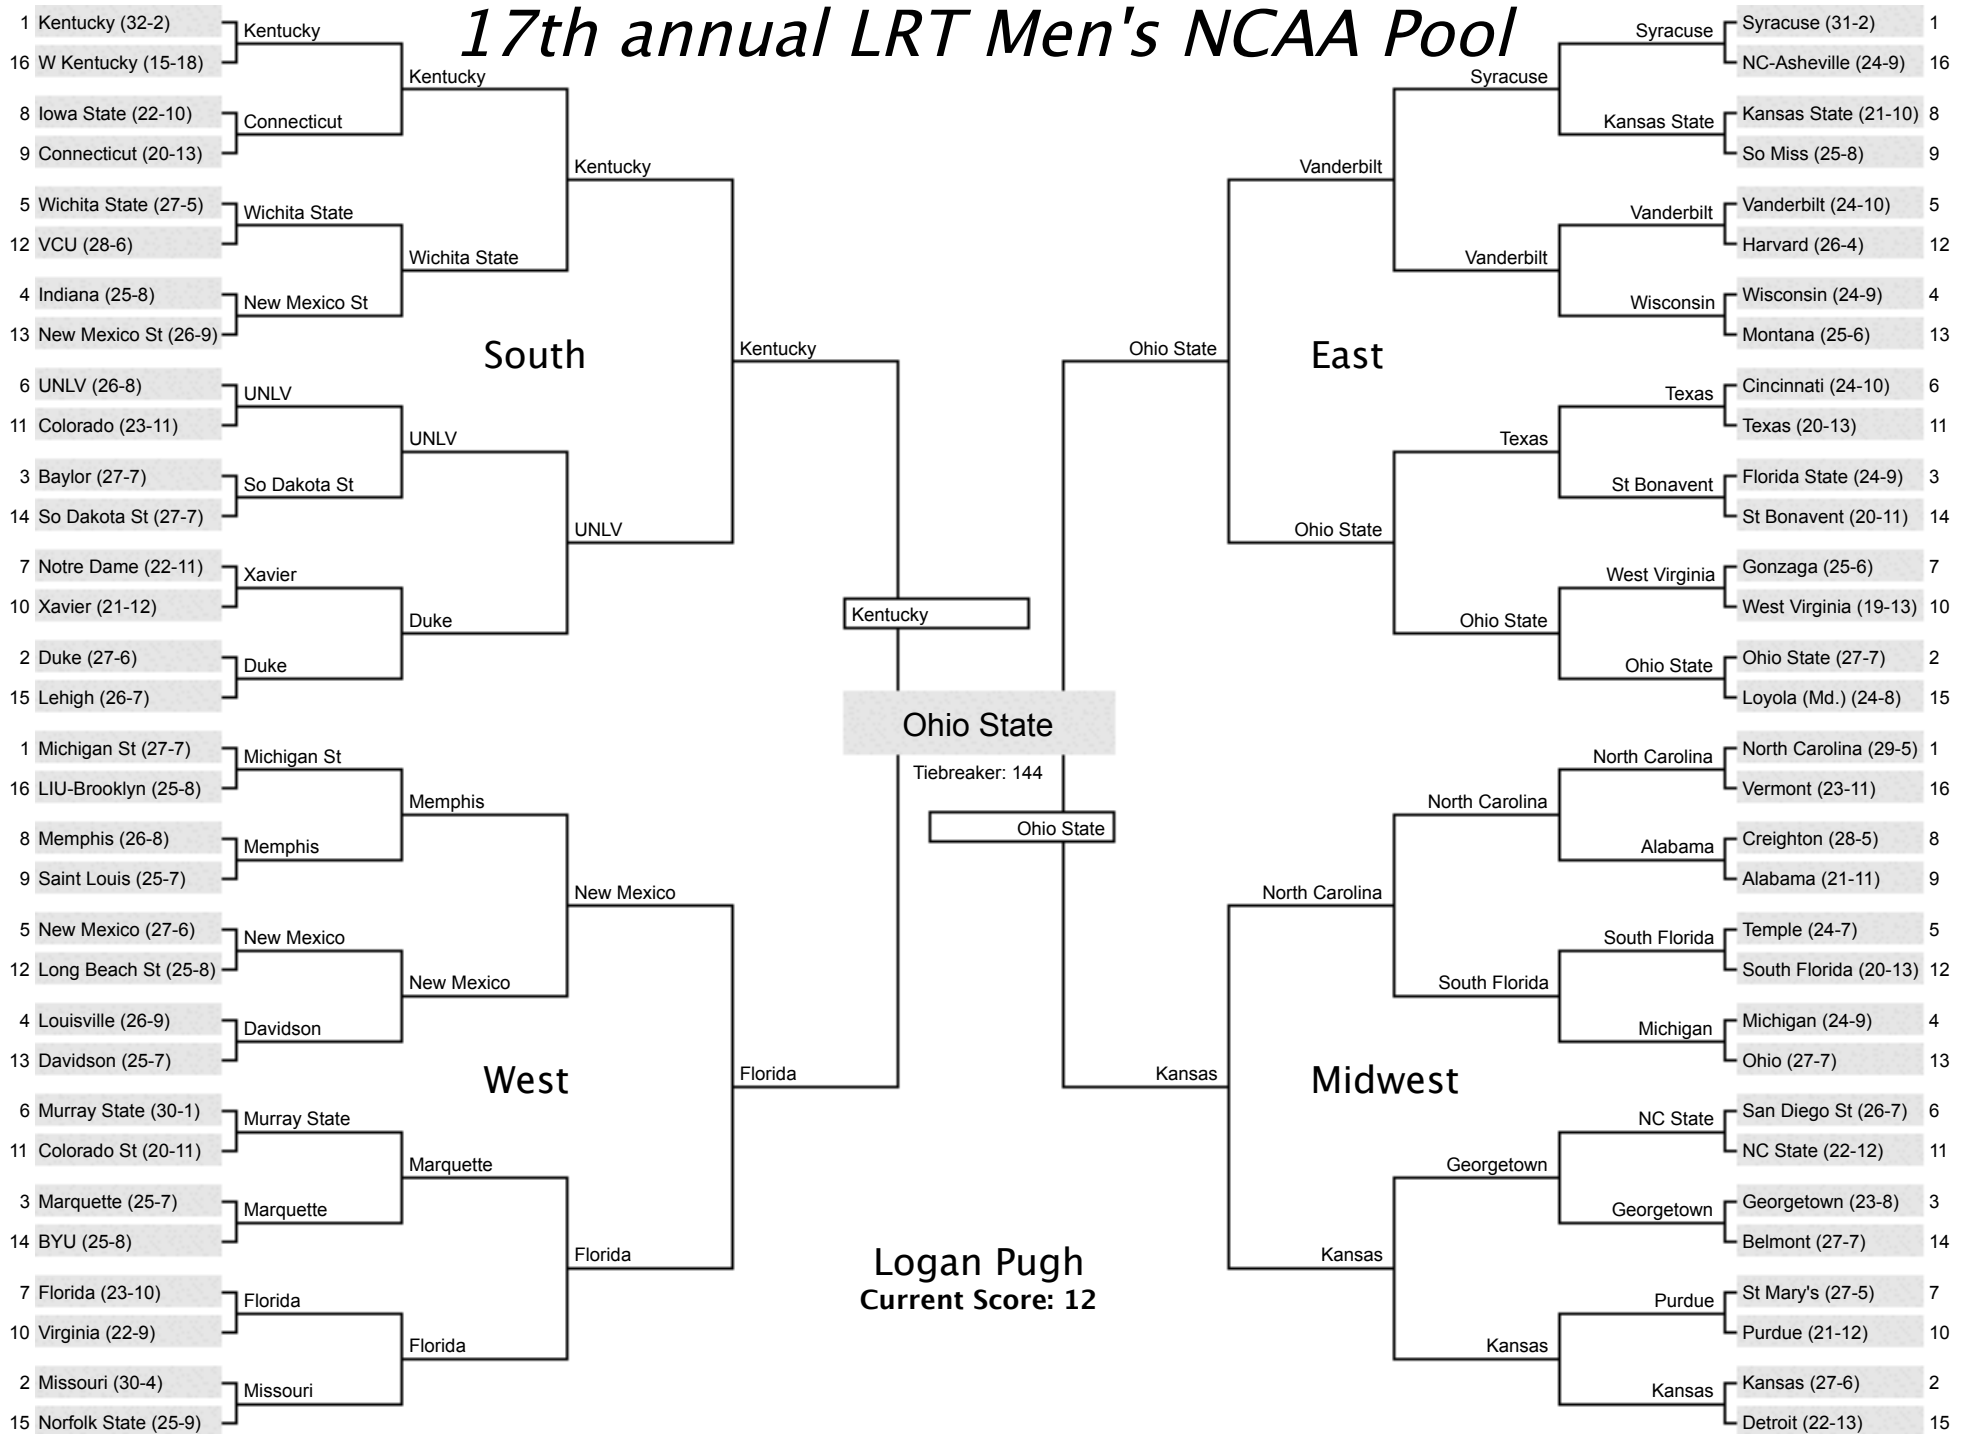 17th annual LRT Men's NCAA Pool
1 Kentucky (32-2)
16 W Kentucky (15-18)
8 Iowa State (22-10)
9 Connecticut (20-13)
5 Wichita State (27-5)
12 VCU (28-6)
4 Indiana (25-8)
13 New Mexico St (26-9)
6 UNLV (26-8)
11 Colorado (23-11)
3 Baylor (27-7)
14 So Dakota St (27-7)
7 Notre Dame (22-11)
10 Xavier (21-12)
2 Duke (27-6)
15 Lehigh (26-7)
Kentucky
Connecticut
Wichita State
New Mexico St
UNLV
So Dakota St
Xavier
Duke
Kentucky
Wichita State
UNLV
Duke
Kentucky
UNLV
Kentucky
South
1 Michigan St (27-7)
16 LIU-Brooklyn (25-8)
8 Memphis (26-8)
9 Saint Louis (25-7)
5 New Mexico (27-6)
12 Long Beach St (25-8)
4 Louisville (26-9)
13 Davidson (25-7)
6 Murray State (30-1)
11 Colorado St (20-11)
3 Marquette (25-7)
14 BYU (25-8)
7 Florida (23-10)
10 Virginia (22-9)
2 Missouri (30-4)
15 Norfolk State (25-9)
Michigan St
Memphis
New Mexico
Davidson
Murray State
Marquette
Florida
Missouri
Memphis
New Mexico
Marquette
Florida
New Mexico
Florida
Florida
West
Kentucky
Ohio State
Tiebreaker: 144
Ohio State
Logan Pugh
Current Score: 12
Syracuse (31-2) 1
NC-Asheville (24-9) 16
Kansas State (21-10) 8
So Miss (25-8) 9
Vanderbilt (24-10) 5
Harvard (26-4) 12
Wisconsin (24-9) 4
Montana (25-6) 13
Cincinnati (24-10) 6
Texas (20-13) 11
Florida State (24-9) 3
St Bonavent (20-11) 14
Gonzaga (25-6) 7
West Virginia (19-13) 10
Ohio State (27-7) 2
Loyola (Md.) (24-8) 15
Syracuse
Kansas State
Vanderbilt
Wisconsin
Texas
St Bonavent
West Virginia
Ohio State
Syracuse
Vanderbilt
Texas
Ohio State
Vanderbilt
Ohio State
Ohio State
East
North Carolina (29-5) 1
Vermont (23-11) 16
Creighton (28-5) 8
Alabama (21-11) 9
Temple (24-7) 5
South Florida (20-13) 12
Michigan (24-9) 4
Ohio (27-7) 13
San Diego St (26-7) 6
NC State (22-12) 11
Georgetown (23-8) 3
Belmont (27-7) 14
St Mary's (27-5) 7
Purdue (21-12) 10
Kansas (27-6) 2
Detroit (22-13) 15
North Carolina
Alabama
South Florida
Michigan
NC State
Georgetown
Purdue
Kansas
North Carolina
South Florida
Georgetown
Kansas
North Carolina
Kansas
Kansas
Midwest